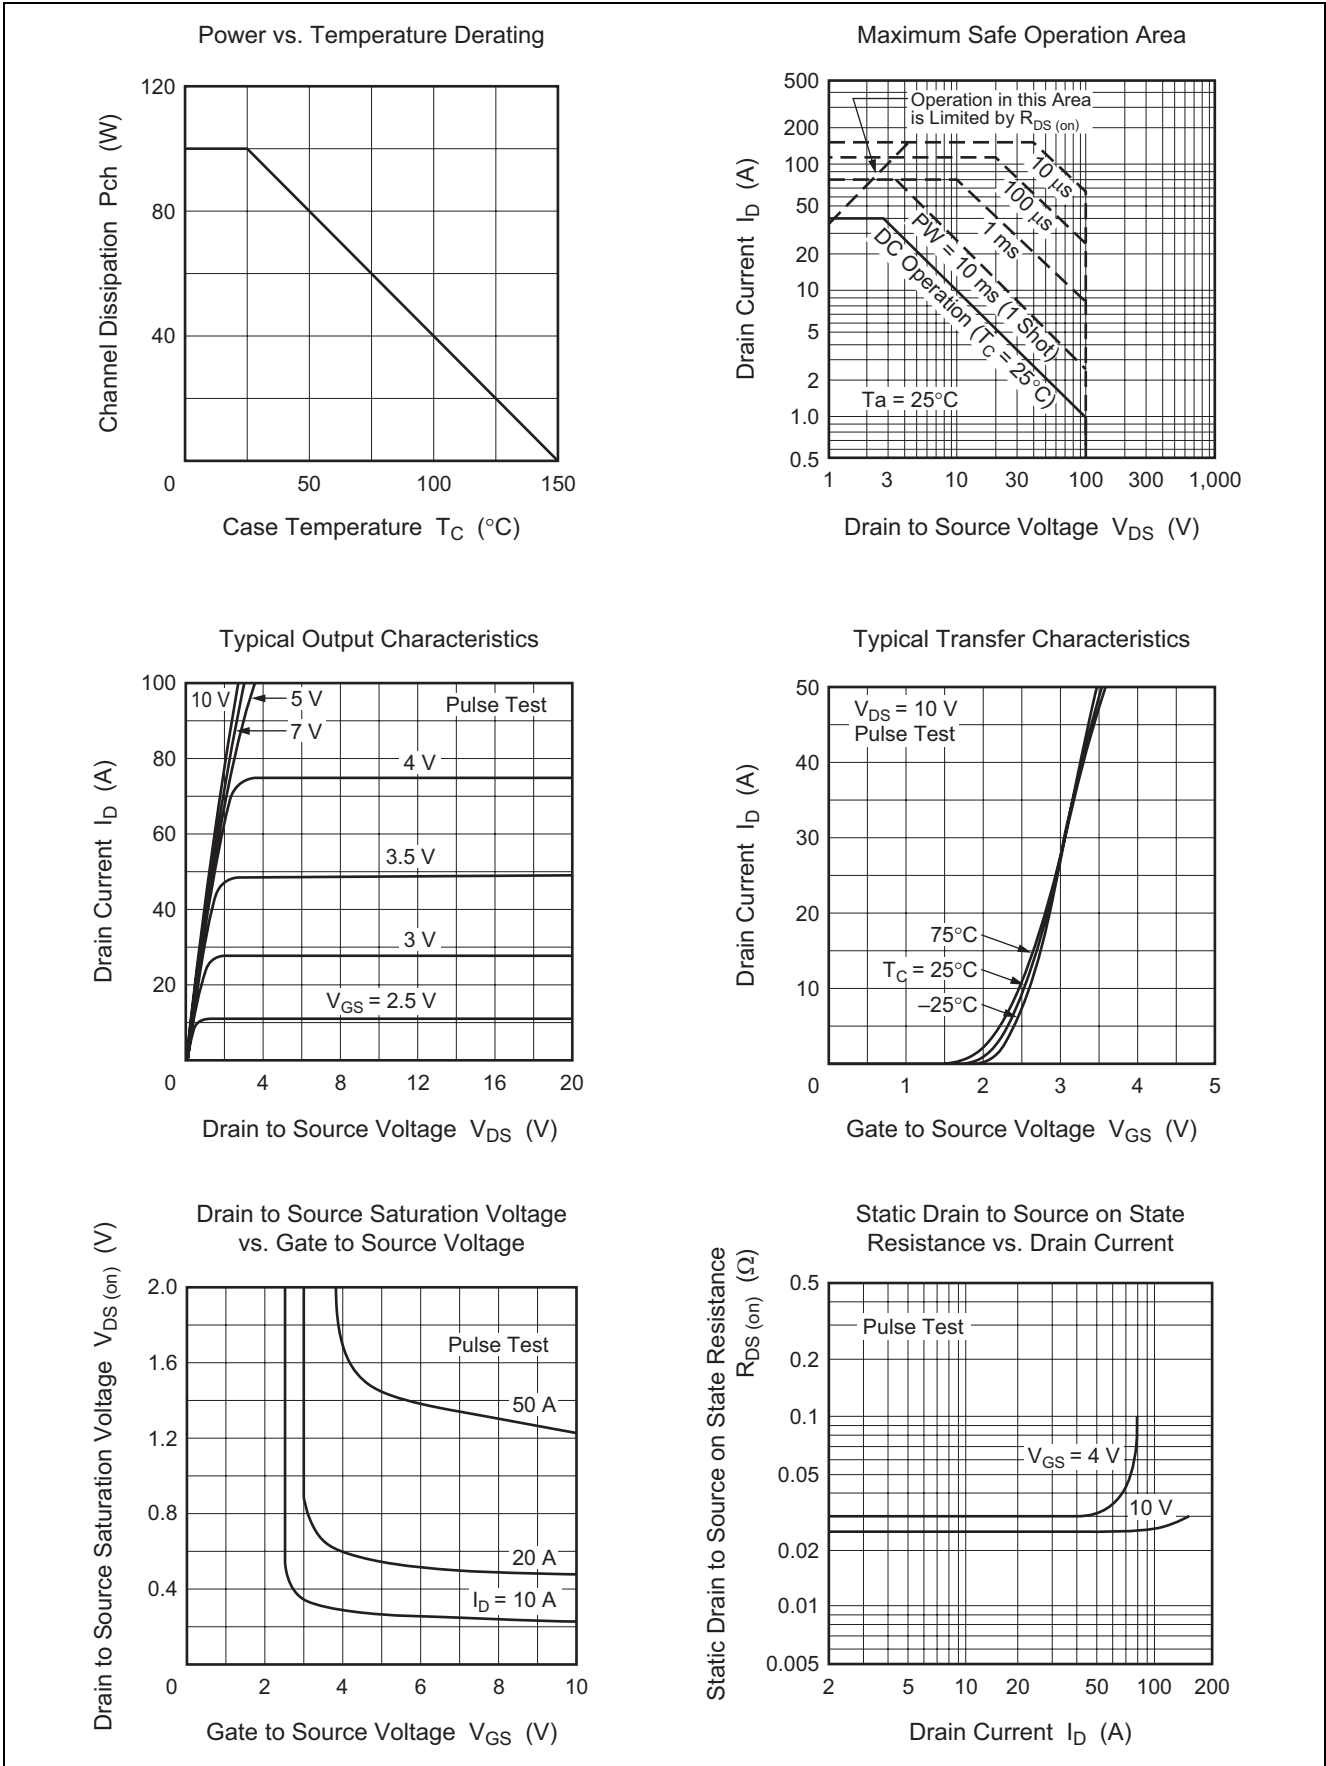 Power vs. Temperature Derating
120
80
40
0
50
100
150
Channel Dissipation Pch (W)
Case Temperature TC (°C)
Maximum Safe Operation Area
500
200
100
50
20
10
5
2
1.0
0.5
1
3
10
30
100
300
1,000
Drain Current ID (A)
Operation in this Area
is Limited by RDS (on)
10 µs
100 µs
1 ms
PW = 10 ms (1 Shot)
DC Operation (TC = 25°C)
Ta = 25°C
Drain to Source Voltage VDS (V)
Typical Output Characteristics
100
80
60
40
20
0
4
8
12
16
20
Drain Current ID (A)
10 V
5 V
7 V
Pulse Test
4 V
3.5 V
3 V
VGS = 2.5 V
Drain to Source Voltage VDS (V)
Typical Transfer Characteristics
50
40
30
20
10
0
1
2
3
4
5
Drain Current ID (A)
VDS = 10 V
Pulse Test
75°C
TC = 25°C
–25°C
Gate to Source Voltage VGS (V)
Drain to Source Saturation Voltage
vs. Gate to Source Voltage
2.0
1.6
1.2
0.8
0.4
0
2
4
6
8
10
Drain to Source Saturation Voltage VDS (on) (V)
Pulse Test
50 A
20 A
ID = 10 A
Gate to Source Voltage VGS (V)
Static Drain to Source on State
Resistance vs. Drain Current
0.5
0.2
0.1
0.05
0.02
0.01
0.005
2
5
10
20
50
100
200
Static Drain to Source on State Resistance
RDS (on) (Ω)
Pulse Test
VGS = 4 V
10 V
Drain Current ID (A)